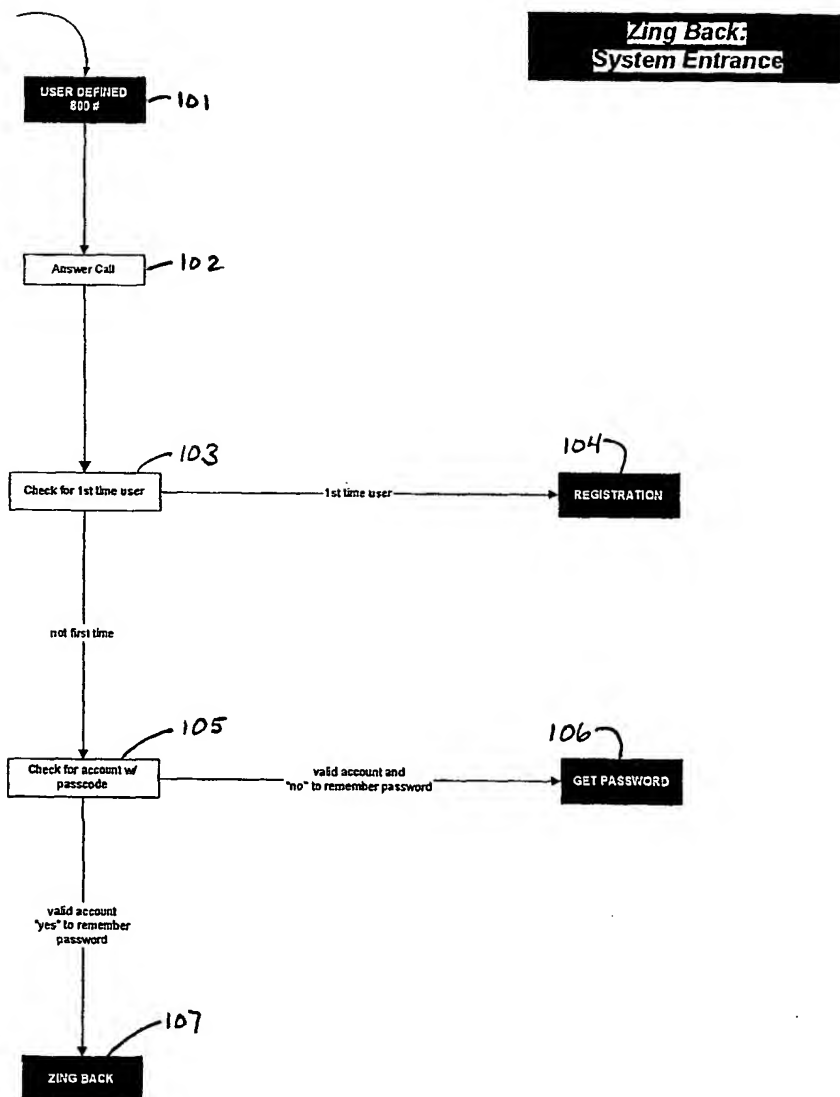 Zing Back:
System Entrance
USER DEFINED
800 #
101
Answer Call
102
103
Check for 1st time user
1st time user
104
REGISTRATION
not first time
105
Check for account w/
passcode
valid account and
"no" to remember password
106
GET PASSWORD
valid account
"yes" to remember
password
107
ZING BACK